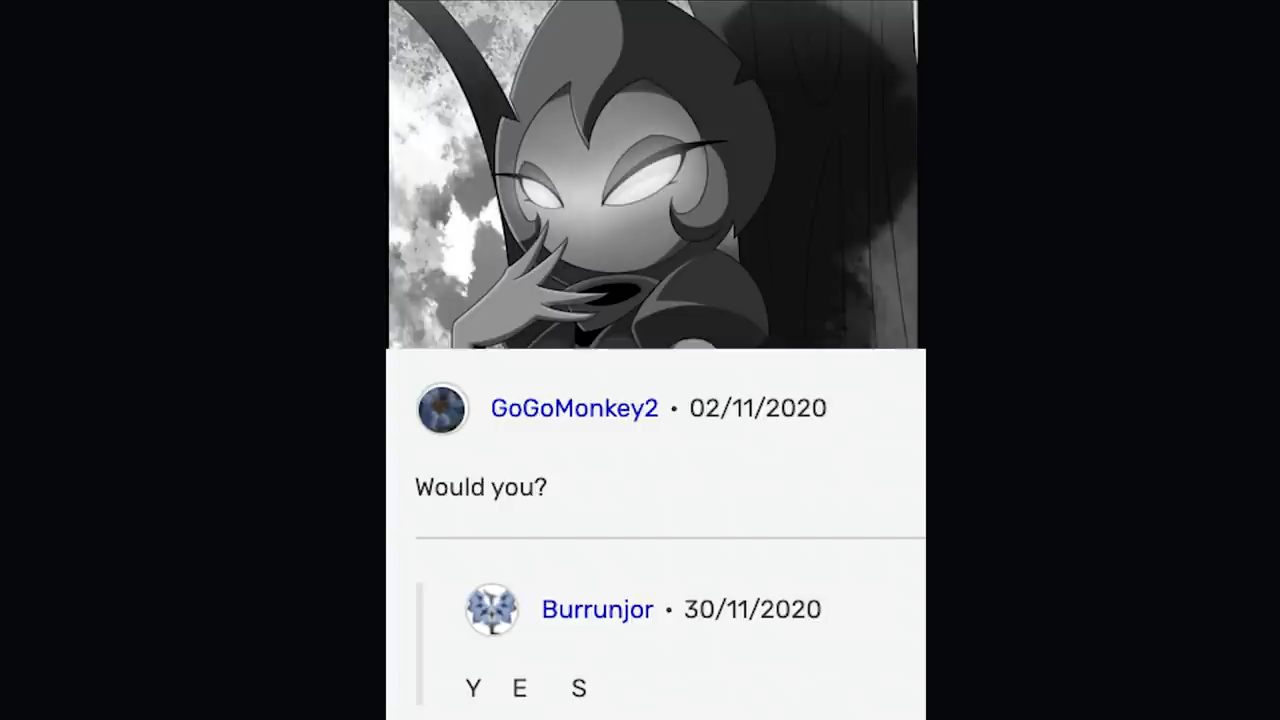 GoGoMonkey2 • 02/11/2020
Would you?
Burrunjor • 30/11/2020
Y E S